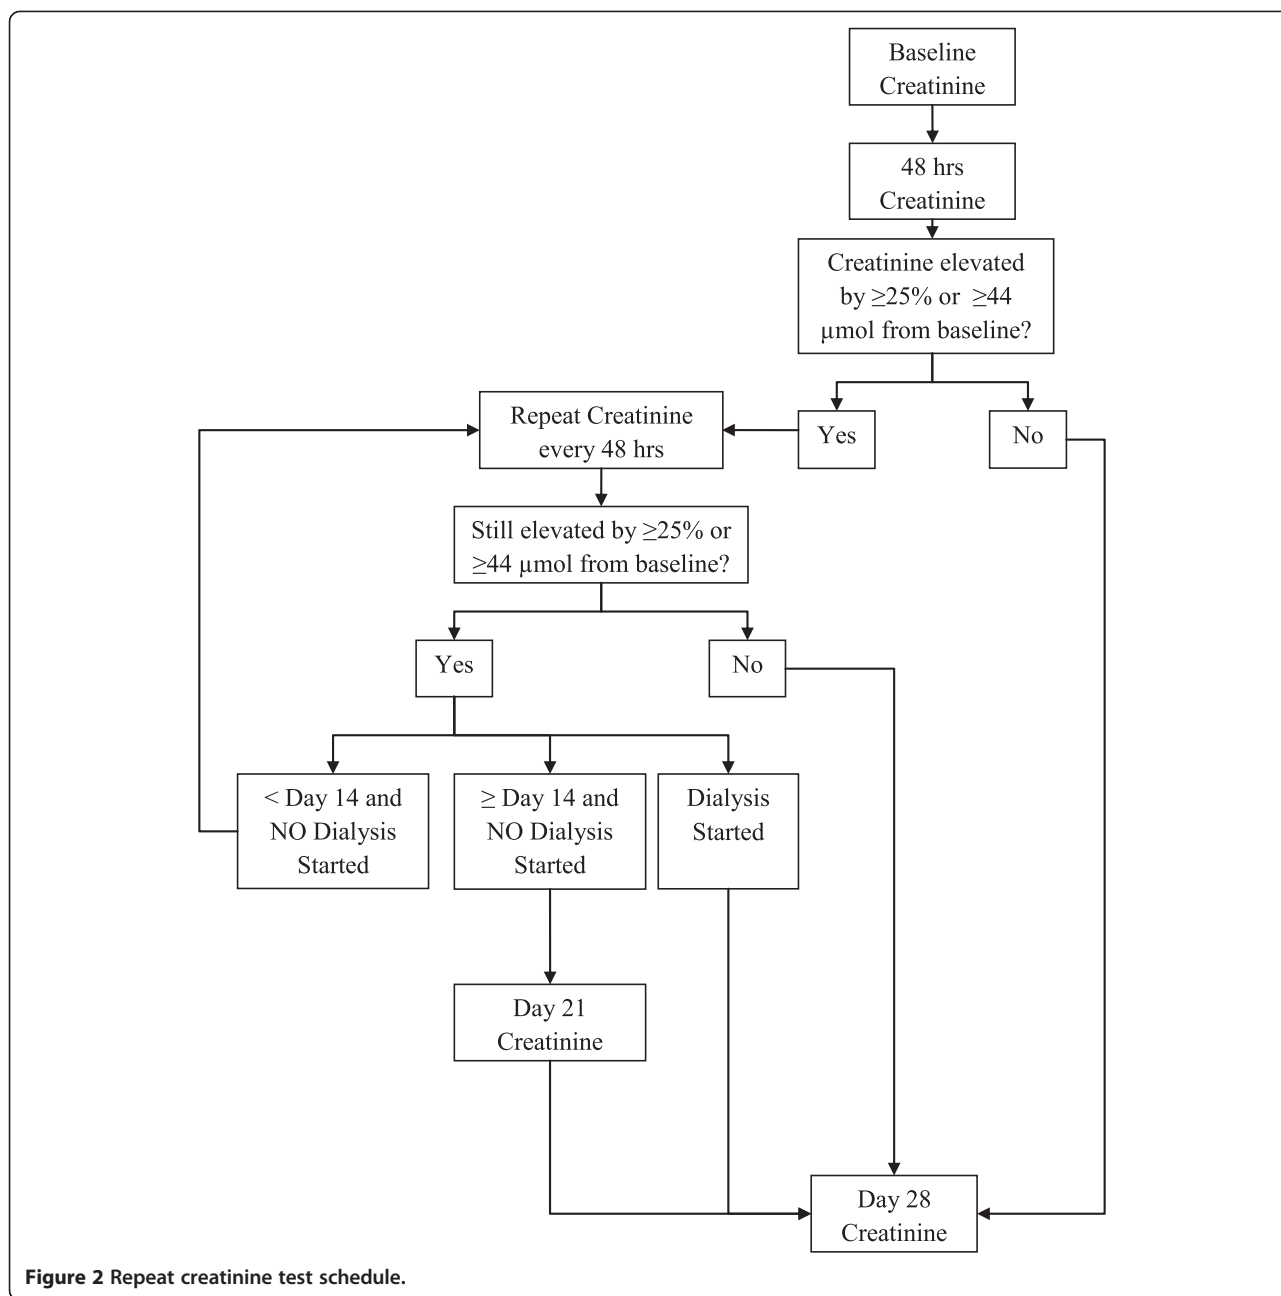 Baseline
Creatinine
48 hrs
Creatinine
Creatinine elevated
by ≥25% or ≥44
µmol from baseline?
Repeat Creatinine
every 48 hrs
Yes
No
Still elevated by ≥25% or
≥44 µmol from baseline?
Yes
No
< Day 14 and
NO Dialysis
Started
≥ Day 14 and
NO Dialysis
Started
Dialysis
Started
Day 21
Creatinine
Day 28
Creatinine
Figure 2 Repeat creatinine test schedule.